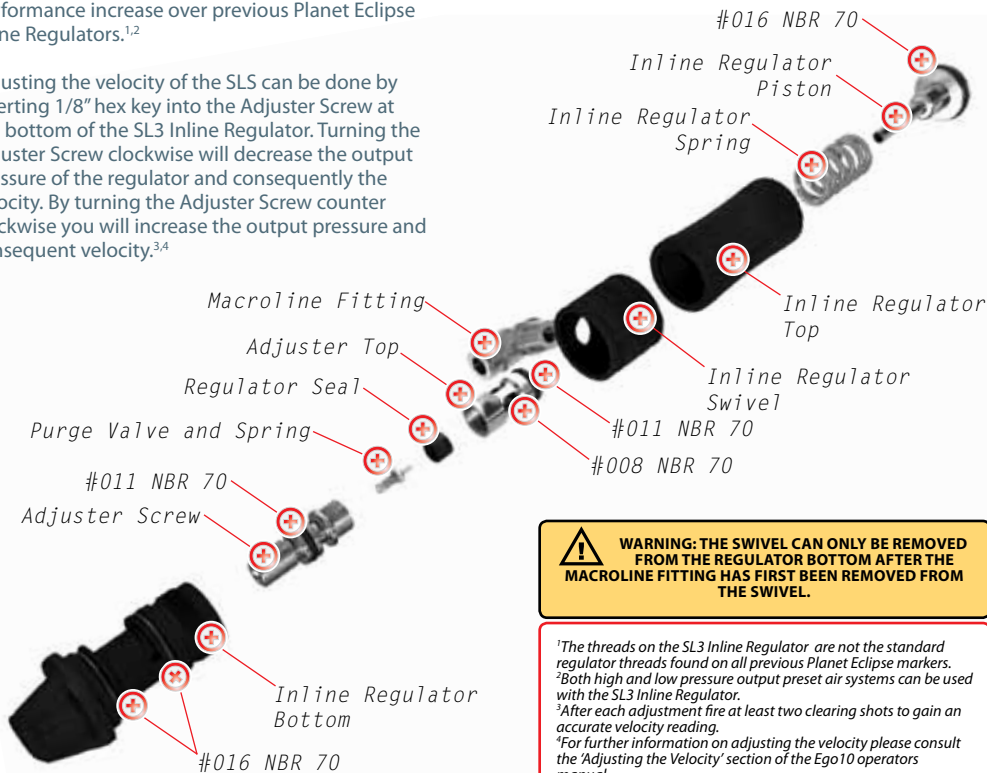 formance increase over previous Planet Eclipse
ne Regulators.1,2
usting the velocity of the SLS can be done by
erting 1/8" hex key into the Adjuster Screw at
bottom of the SL3 Inline Regulator. Turning the
uster Screw clockwise will decrease the output
ssure of the regulator and consequently the
ocity. By turning the Adjuster Screw counter
ckwise you will increase the output pressure and
nsequent velocity.3,4
#016 NBR 70
Inline Regulator
Piston
Inline Regulator
Spring
Inline Regulator
Top
Macroline Fitting
Adjuster Top
Inline Regulator
Swivel
Regulator Seal
#011 NBR 70
Purge Valve and Spring
#008 NBR 70
#011 NBR 70
Adjuster Screw
Inline Regulator
Bottom
#016 NBR 70
WARNING: THE SWIVEL CAN ONLY BE REMOVED
FROM THE REGULATOR BOTTOM AFTER THE
MACROLINE FITTING HAS FIRST BEEN REMOVED FROM
THE SWIVEL.
1The threads on the SL3 Inline Regulator are not the standard
regulator threads found on all previous Planet Eclipse markers.
2Both high and low pressure output preset air systems can be used
with the SL3 Inline Regulator.
3After each adjustment fire at least two clearing shots to gain an
accurate velocity reading.
4For further information on adjusting the velocity please consult
the 'Adjusting the Velocity' section of the Ego10 operators
manual.